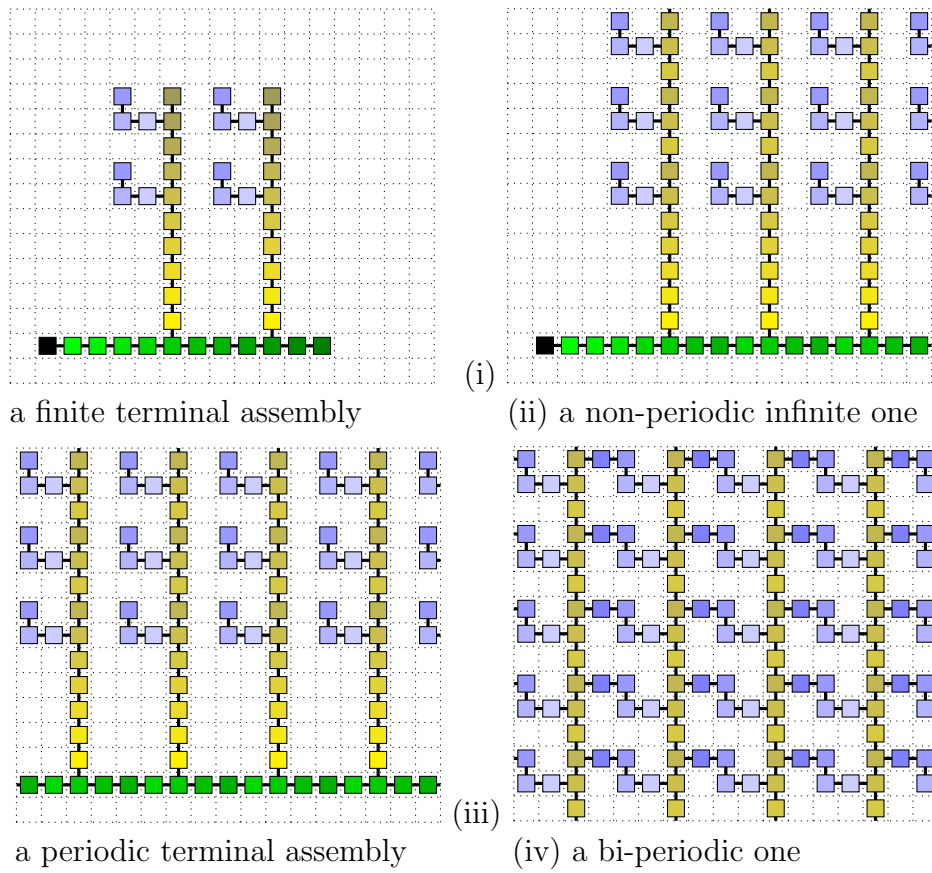 (i)
a finite terminal assembly
(ii) a non-periodic infinite one
(iii)
a periodic terminal assembly
(iv) a bi-periodic one